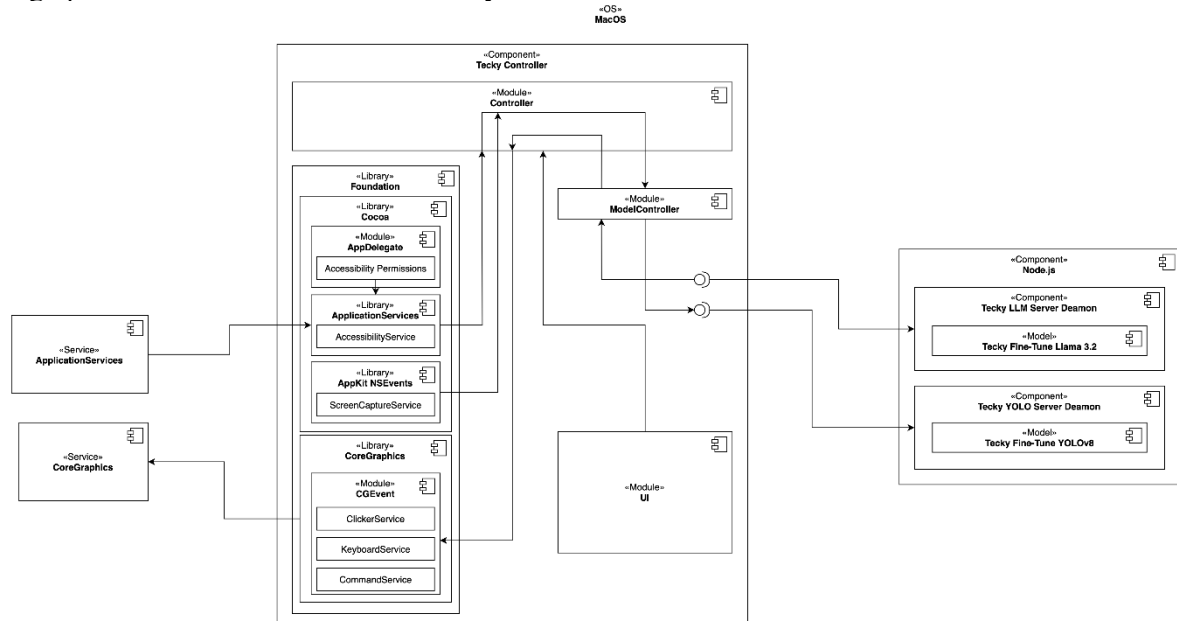 «OS»
MacOS
«Component»
Tecky Controller
«Module»
Controller
«Library»
Foundation
«Library»
Cocoa
«Module»
AppDelegate
Accessibility Permissions
«Library»
ApplicationServices
AccessibilityService
«Library»
AppKit NSEvents
ScreenCaptureService
«Library»
CoreGraphics
«Module»
CGEvent
ClickerService
KeyboardService
CommandService
«Service»
ApplicationServices
«Service»
CoreGraphics
«Module»
ModelController
«Module»
UI
«Component»
Node.js
«Component»
Tecky LLM Server Deamon
«Model»
Tecky Fine-Tune Llama 3.2
«Component»
Tecky YOLO Server Deamon
«Model»
Tecky Fine-Tune YOLOv8